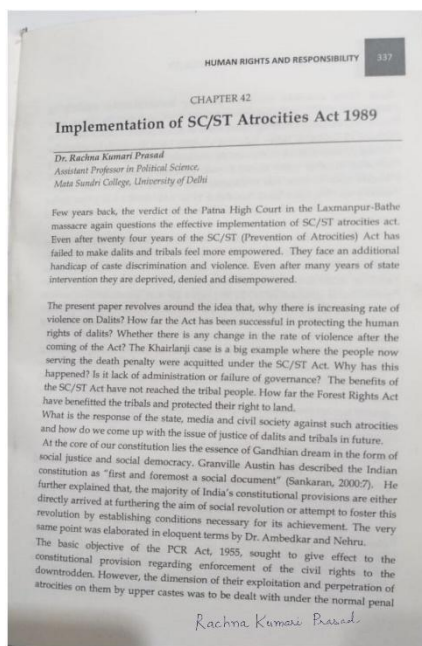 HUMAN RIGHTS AND RESPONSIBILITY 337
CHAPTER 42
Implementation of SC/ST Atrocities Act 1989
Dr. Rachna Kumari Prasad
Assistant Professor in Political Science,
Mata Sundri College, University of Delhi
Few years back, the verdict of the Patna High Court in the Laxmanpur-Bathe
massacre again questions the effective implementation of SC/ST atrocities act.
Even after twenty four years of the SC/ST (Prevention of Atrocities) Act has
failed to make dalits and tribals feel more empowered. They face an additional
handicap of caste discrimination and violence. Even after many years of state
intervention they are deprived, denied and disempowered.
The present paper revolves around the idea that, why there is increasing rate of
violence on Dalits? How far the Act has been successful in protecting the human
rights of dalits? Whether there is any change in the rate of violence after the
coming of the Act? The Khairlanji case is a big example where the people now
serving the death penalty were acquitted under the SC/ST Act. Why has this
happened? Is it lack of administration or failure of governance? The benefits of
the SC/ST Act have not reached the tribal people. How far the Forest Rights Act
have benefitted the tribals and protected their right to land.
What is the response of the state, media and civil society against such atrocities
and how do we come up with the issue of justice of dalits and tribals in future.
At the core of our constitution lies the essence of Gandhian dream in the form of
social justice and social democracy. Granville Austin has described the Indian
constitution as "first and foremost a social document" (Sankaran, 2000:7). He
further explained that, the majority of India's constitutional provisions are either
directly arrived at furthering the aim of social revolution or attempt to foster this
revolution by establishing conditions necessary for its achievement. The very
same point was elaborated in eloquent terms by Dr. Ambedkar and Nehru.
The basic objective of the PCR Act, 1955, sought to give effect to the
constitutional provision regarding enforcement of the civil rights to the
downtrodden. However, the dimension of their exploitation and perpetration of
atrocities on them by upper castes was to be dealt with under the normal penal
Rachna Kumari Prasad